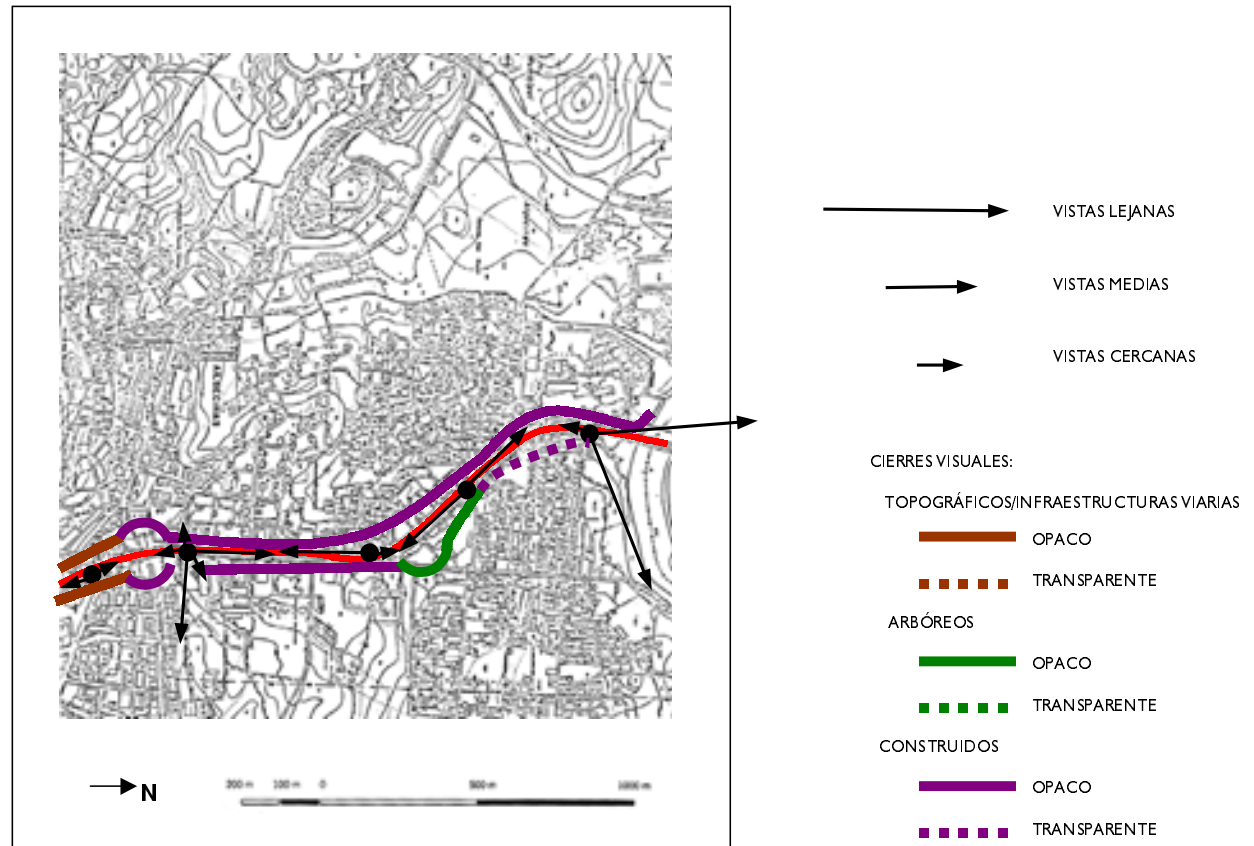 VISTAS LEJANAS
VISTAS MEDIAS
VISTAS CERCANAS
CIERRES VISUALES:
TOPOGRÁFICOS/INFRAESTRUCTURAS VIARIAS
OPACO
TRANSPARENTE
ARBÓREOS
OPACO
TRANSPARENTE
CONSTRUIDOS
OPACO
TRANSPARENTE
N
200 m 100 m 0 500 m 1000 m